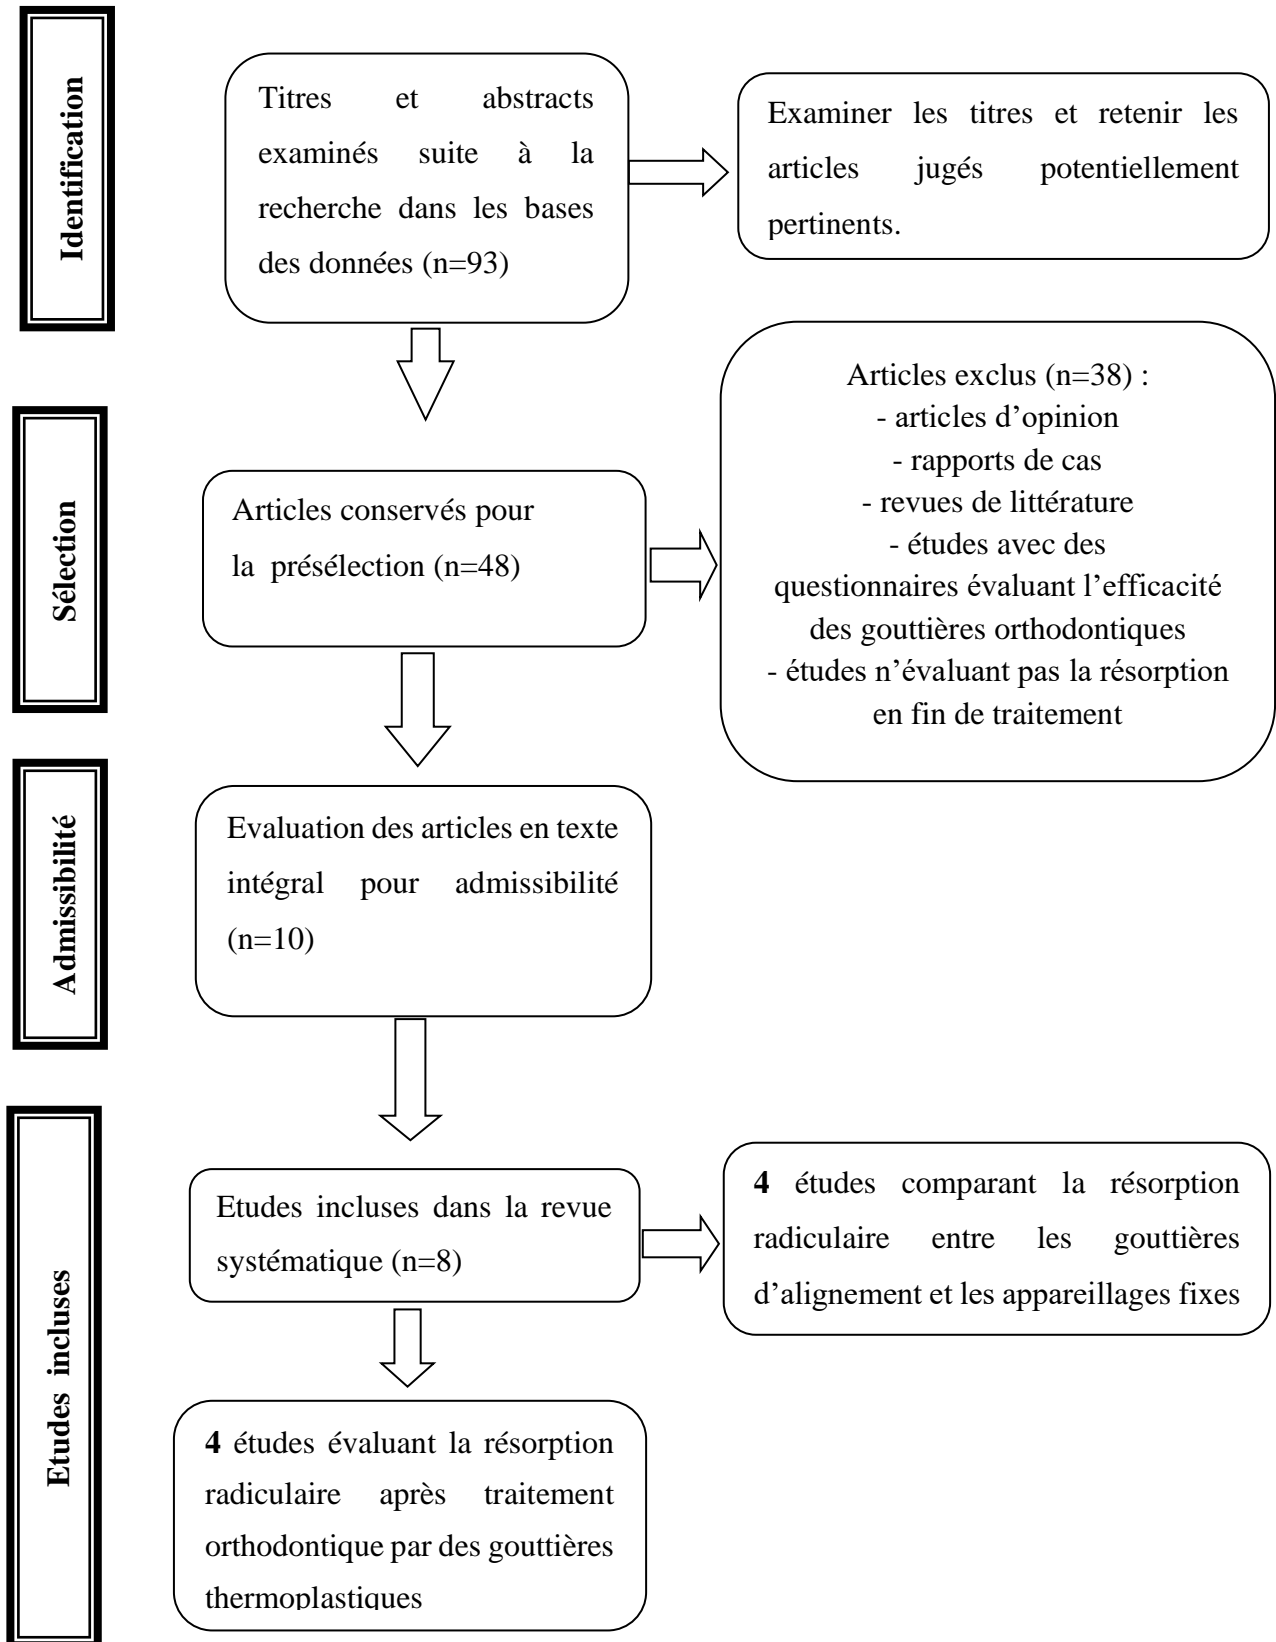 Identification
Titres et abstracts
examinés suite à la
recherche dans les bases
des données (n=93)
Examiner les titres et retenir les
articles jugés potentiellement
pertinents.
Sélection
Articles conservés pour
la présélection (n=48)
Articles exclus (n=38) :
- articles d’opinion
- rapports de cas
- revues de littérature
- études avec des
questionnaires évaluant l’efficacité
des gouttières orthodontiques
- études n’évaluant pas la résorption
en fin de traitement
Admissibilité
Evaluation des articles en texte
intégral pour admissibilité
(n=10)
Etudes incluses
Etudes incluses dans la revue
systématique (n=8)
4 études comparant la résorption
radiculaire entre les gouttières
d’alignement et les appareillages fixes
4 études évaluant la résorption
radiculaire après traitement
orthodontique par des gouttières
thermoplastiques